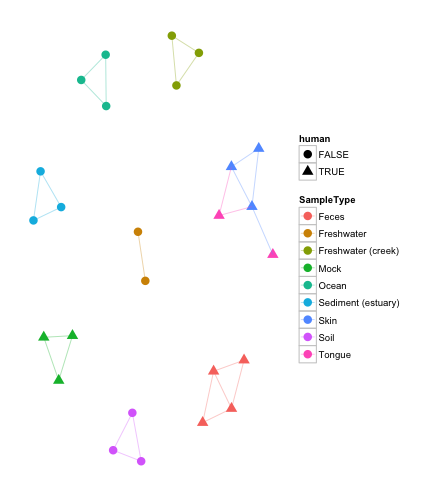 human
FALSE
TRUE
SampleType
Feces
Freshwater
Freshwater (creek)
Mock
Ocean
Sediment (estuary)
Skin
Soil
Tongue